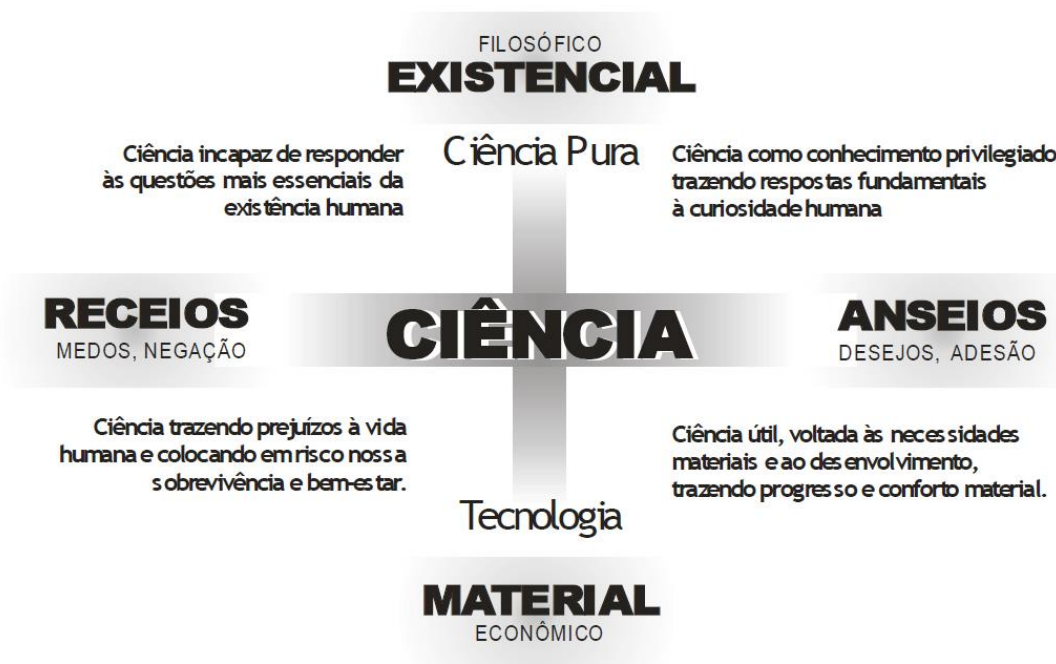 FILOSÓFICO
EXISTENCIAL
Ciência Pura
Ciência incapaz de responder
às questões mais essenciais da
existência humana
Ciência como conhecimento privilegiado
trazendo respostas fundamentais
à curiosidade humana
RECEIOS
MEDOS, NEGAÇÃO
CIÊNCIA
ANSEIOS
DESEJOS, ADESÃO
Ciência trazendo prejuízos à vida
humana e colocando em risco nossa
sobrevivência e bem-estar.
Ciência útil, voltada às necessidades
materiais e ao desenvolvimento,
trazendo progresso e conforto material.
Tecnologia
MATERIAL
ECONÔMICO